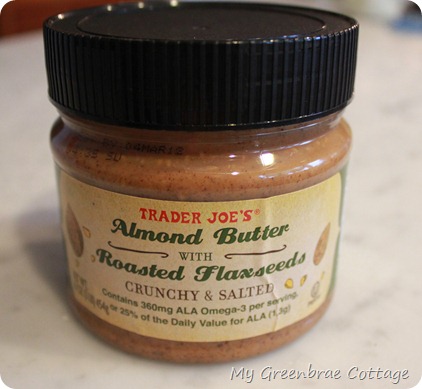 TRADER JOE'S®
Almond Butter
WITH
Roasted Flaxseeds
CRUNCHY & SALTED
Contains 360mg ALA Omega-3 per serving,
or 25% of the Daily Value for ALA (1.3g)
My Greenbrae Cottage